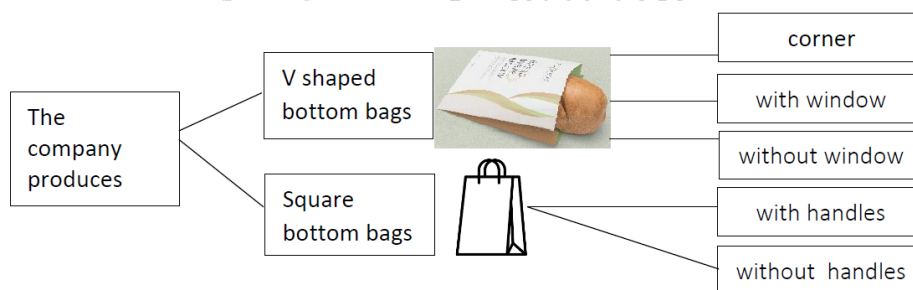 The
company
produces
V shaped
bottom bags
Square
bottom bags
corner
with window
without window
with handles
without  handles